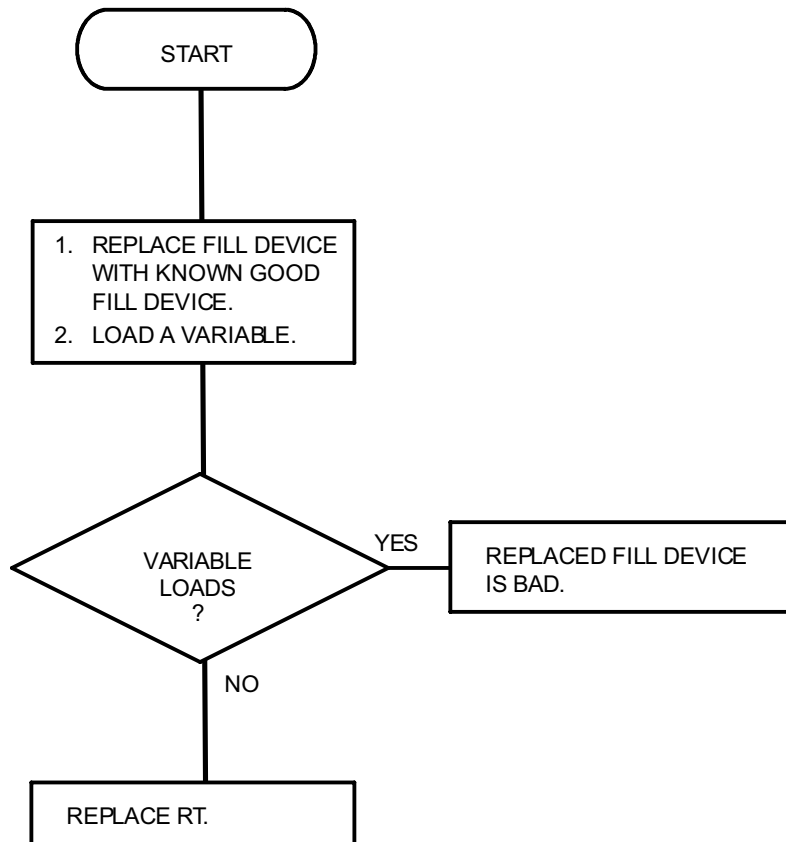 START
1. REPLACE FILL DEVICE
WITH KNOWN GOOD
FILL DEVICE.
2. LOAD A VARIABLE.
VARIABLE
LOADS
?
YES
REPLACED FILL DEVICE
IS BAD.
NO
REPLACE RT.